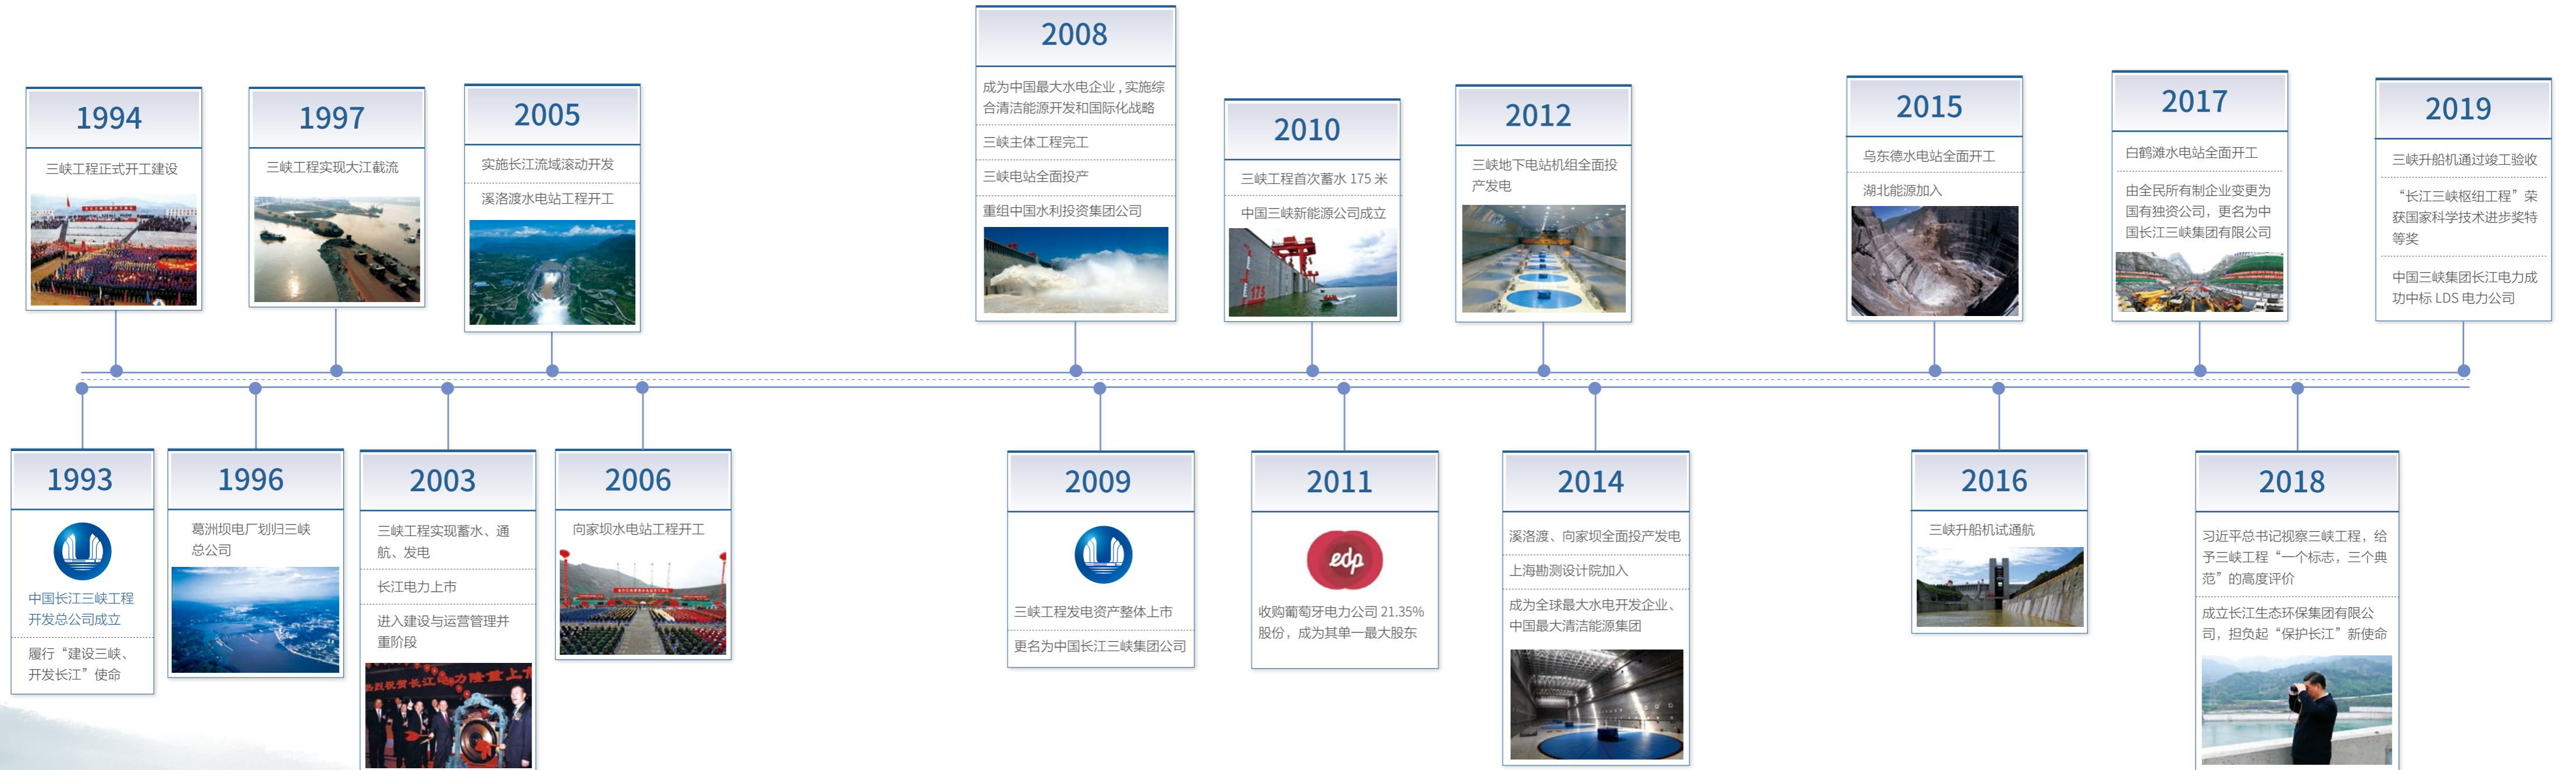 1994
三峡工程正式开工建设
1997
三峡工程实现大江截流
2005
实施长江流域滚动开发
溪洛渡水电站工程开工
2008
成为中国最大水电企业 , 实施综
合清洁能源开发和国际化战略
三峡主体工程完工
三峡电站全面投产
重组中国水利投资集团公司
2010
三峡工程首次蓄水 175 米
中国三峡新能源公司成立
175
2012
三峡地下电站机组全面投
产发电
2015
乌东德水电站全面开工
湖北能源加入
2017
白鹤滩水电站全面开工
由全民所有制企业变更为
国有独资公司，更名为中
国长江三峡集团有限公司
2019
三峡升船机通过竣工验收
“长江三峡枢纽工程”荣
获国家科学技术进步奖特
等奖
中国三峡集团长江电力成
功中标 LDS 电力公司
1993
中国长江三峡工程
开发总公司成立
履行“建设三峡、
开发长江”使命
1996
葛洲坝电厂划归三峡
总公司
2003
三峡工程实现蓄水、通
航、发电
长江电力上市
进入建设与运营管理并
重阶段
热烈祝贺长江电力隆重上市
2006
向家坝水电站工程开工
2009
三峡工程发电资产整体上市
更名为中国长江三峡集团公司
2011
edp
收购葡萄牙电力公司 21.35%
股份，成为其单一最大股东
2014
溪洛渡、向家坝全面投产发电
上海勘测设计院加入
成为全球最大水电开发企业、
中国最大清洁能源集团
2016
三峡升船机试通航
2018
习近平总书记视察三峡工程，给
予三峡工程“一个标志，三个典
范”的高度评价
成立长江生态环保集团有限公
司，担负起“保护长江”新使命